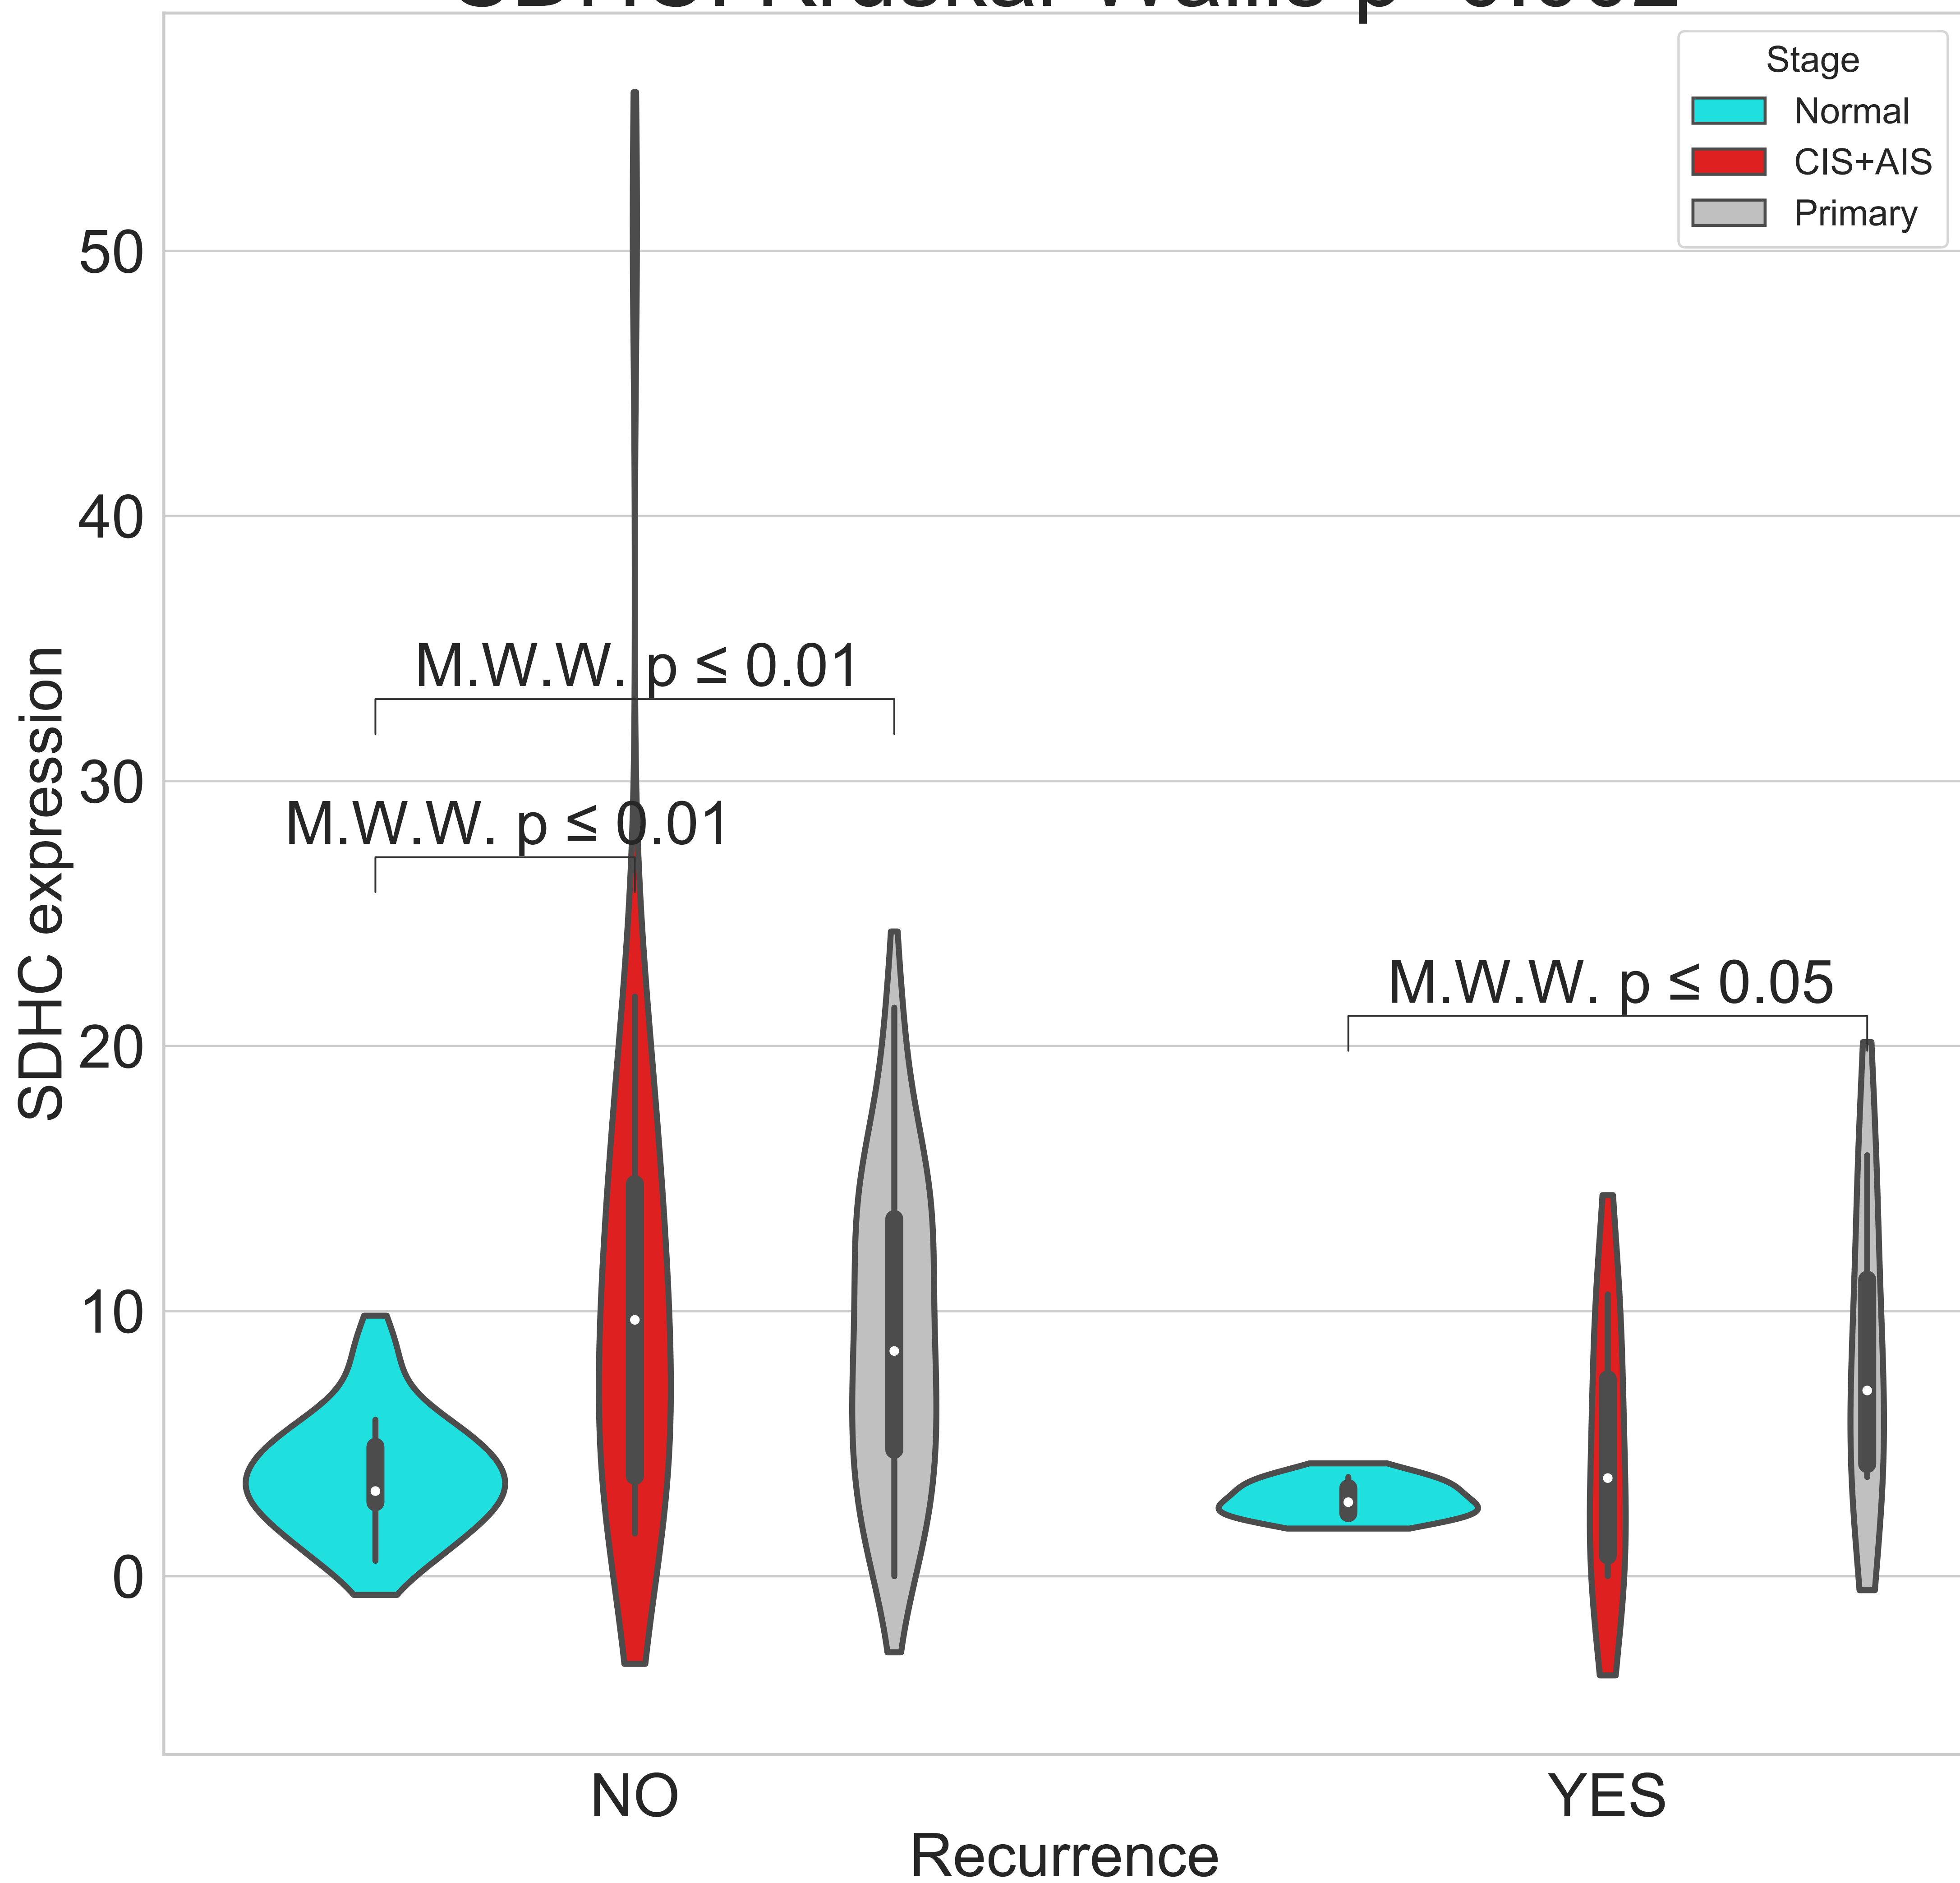 Stage
Normal
CIS+AIS
Primary
50
40
30
20
10
0
SDHC expression
M.W.W. p ≤ 0.01
M.W.W. p ≤ 0.01
M.W.W. p ≤ 0.05
NO
YES
Recurrence